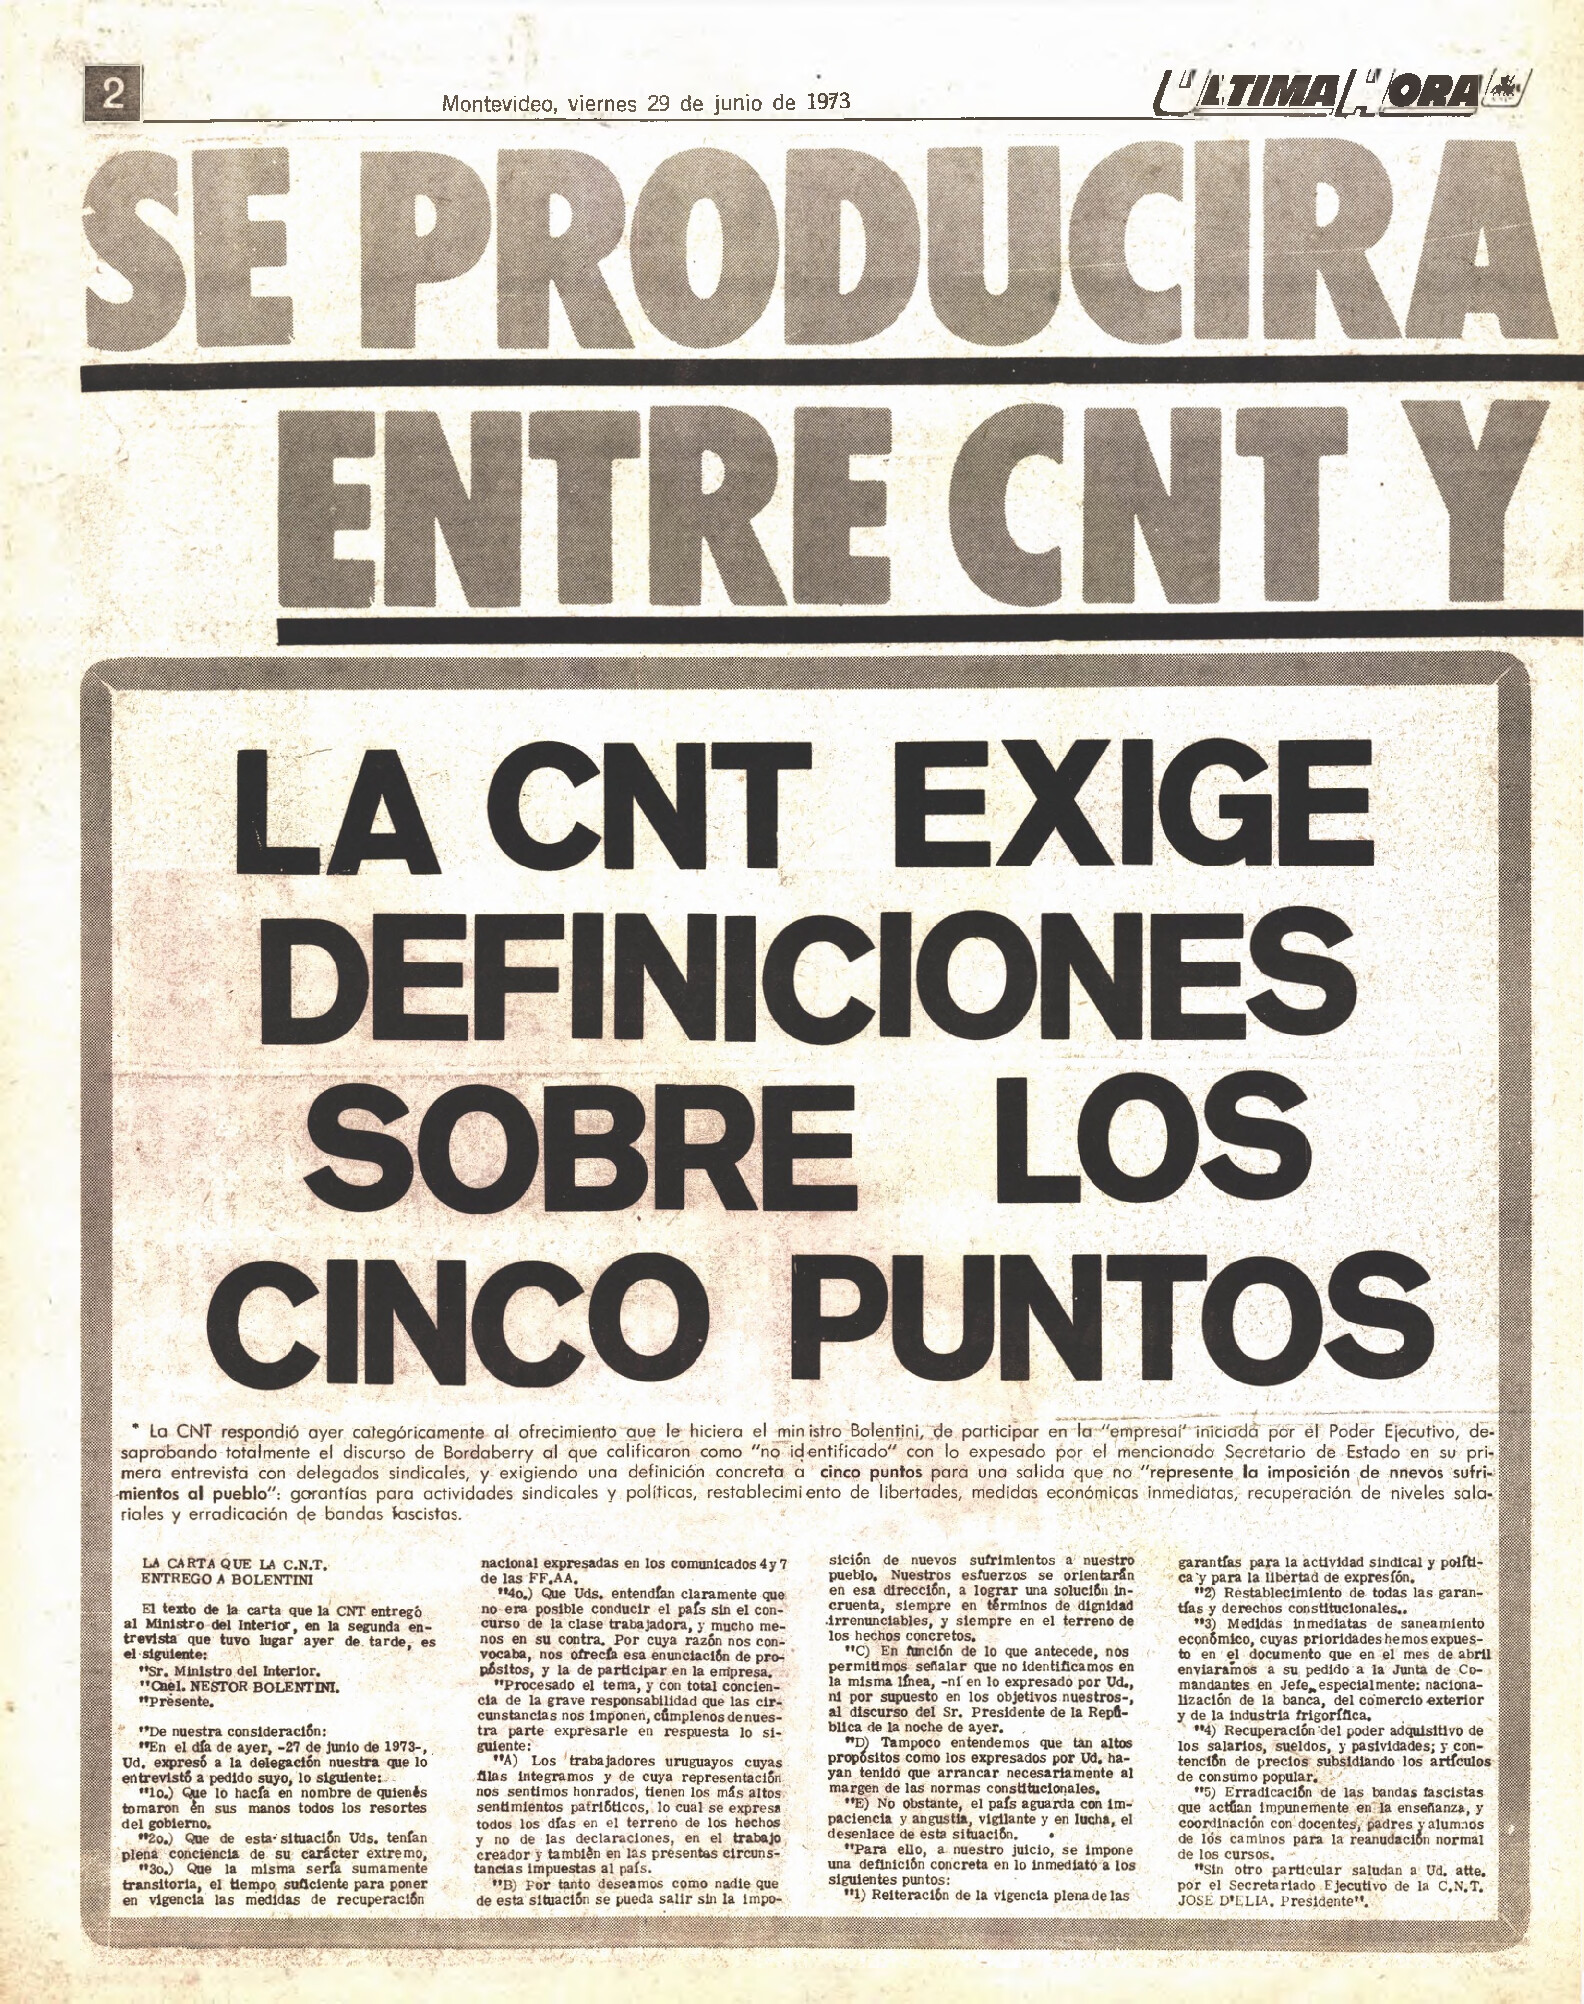 2
Montevideo, viernes 29 de junio de 1973
ULTIMA HORA
SE PRODUCIRA
ENTRE CNT Y
LA CNT EXIGE
DEFINICIONES
SOBRE LOS
CINCO PUNTOS
* La CNT respondió ayer categóricamente al ofrecimiento que le hiciera el ministro Bolentini, de participar en la "empresa" iniciada por el Poder Ejecutivo, de-
saprobando totalmente el discurso de Bordaberry al que calificaron como "no identificado" con lo expesado por el mencionado Secretario de Estado en su pri-
mera entrevista con delegados sindicales, y exigiendo una definición concreta a cinco puntos para una salida que no "represente la imposición de nnevos sufri-
mientos al pueblo": garantías para actividades sindicales y políticas, restablecimiento de libertades, medidas económicas inmediatas, recuperación de niveles sala-
riales y erradicación de bandas fascistas.
LA CARTA QUE LA C.N.T.
ENTREGO A BOLENTINI
El texto de la carta que la CNT entregó
al Ministro del Interior, en la segunda en-
trevista que tuvo lugar ayer de tarde, es
el siguiente:
"Sr. Ministro del Interior.
"Cnel. NESTOR BOLENTINI.
"Presente.
"De nuestra consideración:
"En el día de ayer, -27 de junio de 1973-,
Ud. expresó a la delegación nuestra que lo
entrevistó a pedido suyo, lo siguiente:
"1o.) Que lo hacía en nombre de quienés
tomaron en sus manos todos los resortes
del gobierno.
"2o.) Que de esta situación Uds. tenían
plena conciencia de su carácter extremo,
"3o.) Que la misma sería sumamente
transitoria, el tiempo suficiente para poner
en vigencia las medidas de recuperación
nacional expresadas en los comunicados 4 y 7
de las FF.AA.
"4o.) Que Uds. entendían claramente que
no era posible conducir el país sin el con-
curso de la clase trabajadora, y mucho me-
nos en su contra. Por cuya razón nos con-
vocaba, nos ofrecía esa enunciación de pro-
pósitos, y la de participar en la empresa.
"Procesado el tema, y con total concien-
cia de la grave responsabilidad que las cir-
cunstancias nos imponen, cúmplenos de nues-
tra parte expresarle en respuesta lo si-
guiente:
"A) Los trabajadores uruguayos cuyas
filas integramos y de cuya representación
nos sentimos honrados, tienen los más altos
sentimientos patrióticos, lo cual se expresa
todos los días en el terreno de los hechos
y no de las declaraciones, en el trabajo
creador y también en las presentes circuns-
tancias impuestas al país.
"B) Por tanto deseamos como nadie que
de esta situación se pueda salir sin la impo-
sición de nuevos sufrimientos a nuestro
pueblo. Nuestros esfuerzos se orientarán
en esa dirección, a lograr una solución in-
cruenta, siempre en términos de dignidad
irrenunciables, y siempre en el terreno de
los hechos concretos.
"C) En función de lo que antecede, nos
permitimos señalar que no identificamos en
la misma línea, -ni en lo expresado por Ud.,
ni por supuesto en los objetivos nuestros-,
al discurso del Sr. Presidente de la Repú-
blica de la noche de ayer.
"D) Tampoco entendemos que tan altos
propósitos como los expresados por Ud. ha-
yan tenido que arrancar necesariamente al
margen de las normas constitucionales.
"E) No obstante, el país aguarda con im-
paciencia y angustia, vigilante y en lucha, el
desenlace de esta situación.
"Para ello, a nuestro juicio, se impone
una definición concreta en lo inmediato a los
siguientes puntos:
"1) Reiteración de la vigencia plena de las
garantías para la actividad sindical y políti-
ca y para la libertad de expresión.
"2) Restablecimiento de todas las garan-
tías y derechos constitucionales..
"3) Medidas inmediatas de saneamiento
económico, cuyas prioridades hemos expues-
to en el documento que en el mes de abril
enviáramos a su pedido a la Junta de Co-
mandantes en Jefe, especialmente: naciona-
lización de la banca, del comercio exterior
y de la industria frigorífica.
"4) Recuperación del poder adquisitivo de
los salarios, sueldos, y pasividades; y con-
tención de precios subsidiando los artículos
de consumo popular.
"5) Erradicación de las bandas fascistas
que actúan impunemente en la enseñanza, y
coordinación con docentes, padres y alumnos
de los caminos para la reanudación normal
de los cursos.
"Sin otro particular saludan a Ud. atte.
por el Secretariado Ejecutivo de la C.N.T.
JOSE D'ELIA, Presidente".